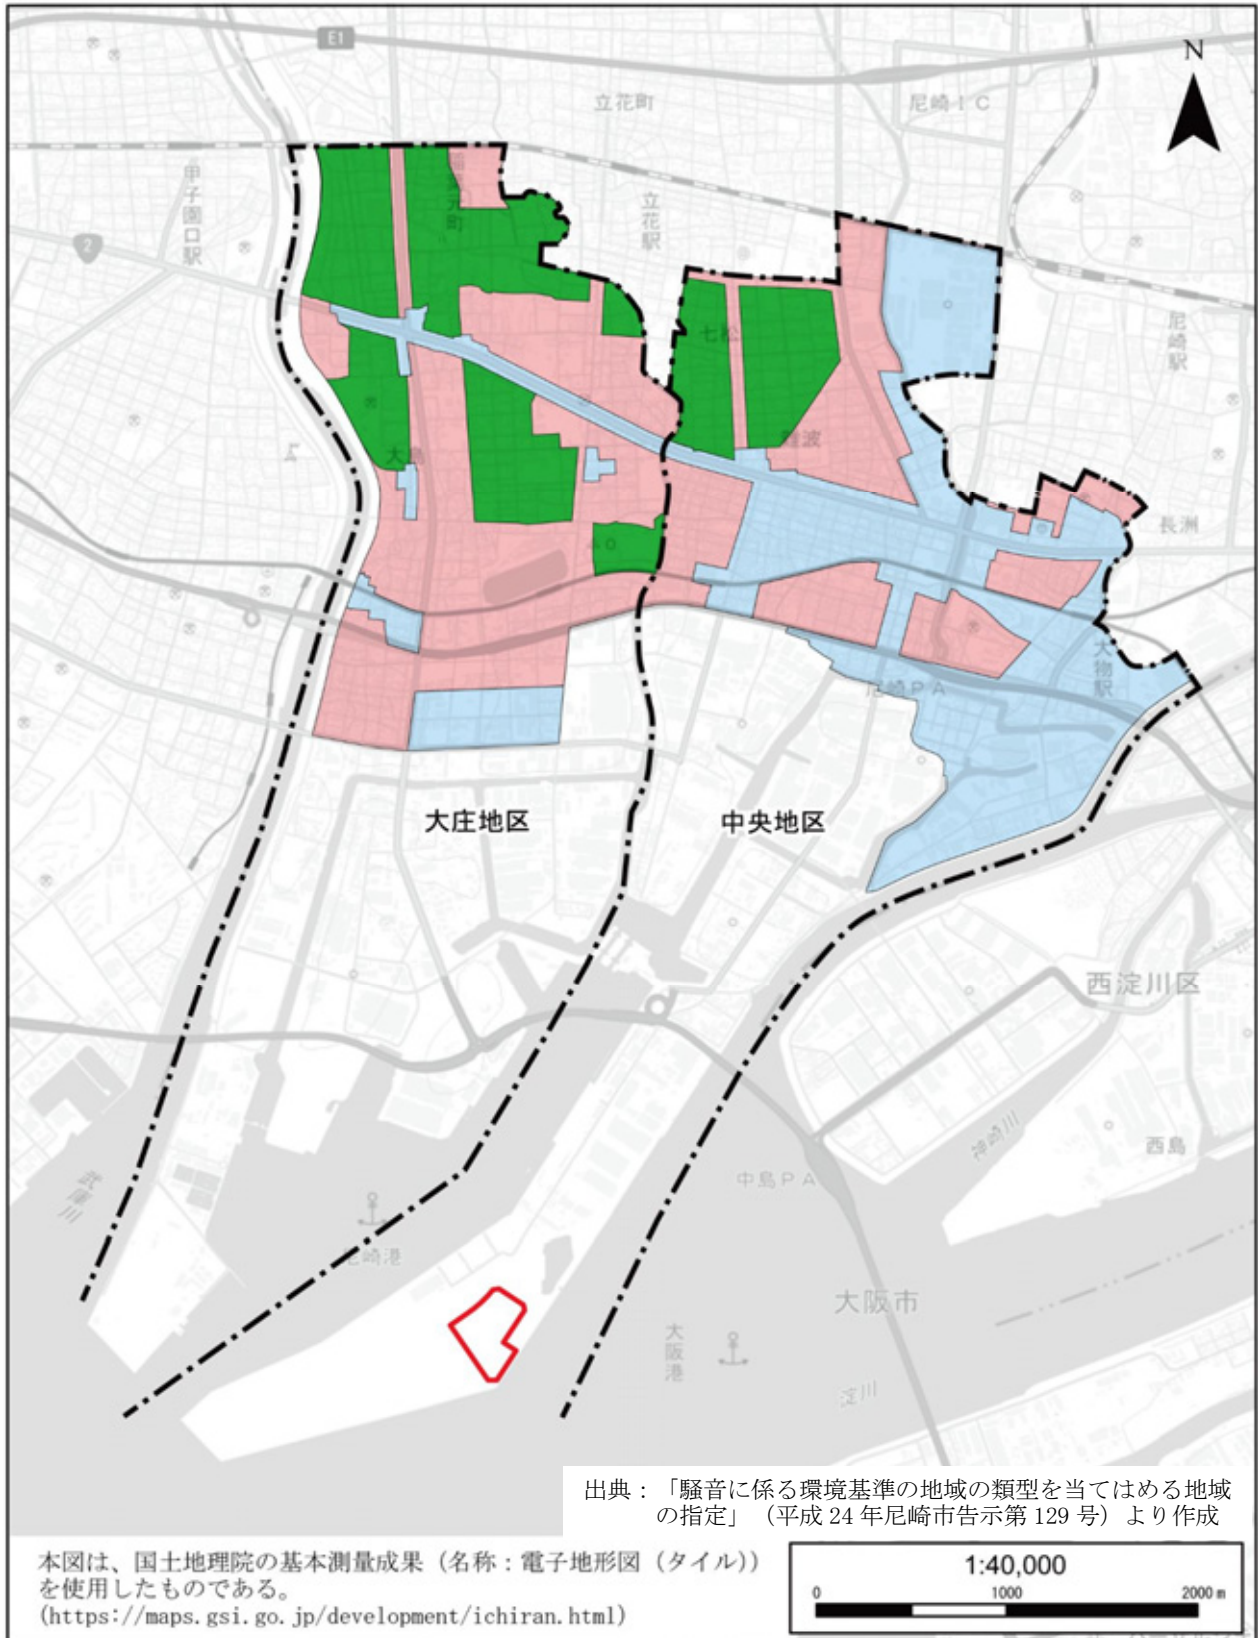 E1
N
立花町
尼崎IC
甲子園口駅
立花駅
2
七松
尼崎駅
大島
難波
長洲
大物駅
尼崎PA
大庄地区
中央地区
西淀川区
武庫川
尼崎港
中島PA
神崎川
西島
大阪市
大阪港
淀川
出典:「騒音に係る環境基準の地域の類型を当てはめる地域
の指定」(平成 24 年尼崎市告示第 129 号)より作成
本図は、国土地理院の基本測量成果(名称:電子地形図(タイル))
を使用したものである。
(https://maps.gsi.go.jp/development/ichiran.html)
1:40,000
0 1000 2000 m